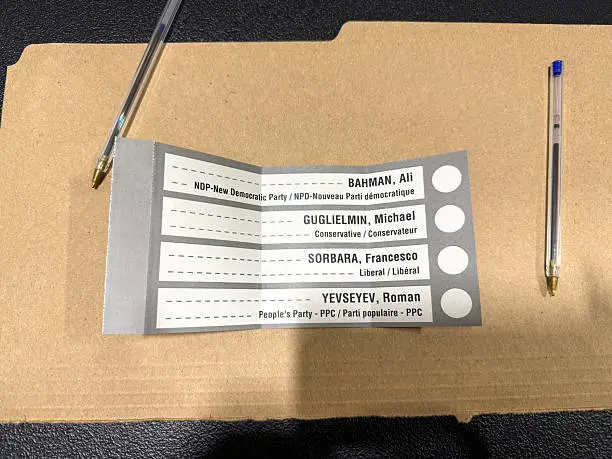 BAHMAN, Ali
NDP-New Democratic Party / NPD-Nouveau Parti démocratique
GUGLIELMIN, Michael
Conservative / Conservateur
SORBARA, Francesco
Liberal / Libéral
YEVSEYEV, Roman
People's Party - PPC / Parti populaire - PPC